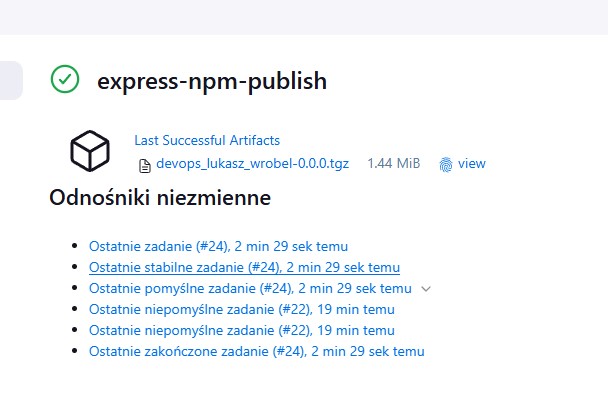 express-npm-publish
Last Successful Artifacts
devops_lukasz_wrobel-0.0.0.tgz 1.44 MiB view
Odnośniki niezmienne
Ostatnie zadanie (#24), 2 min 29 sek temu
Ostatnie stabilne zadanie (#24), 2 min 29 sek temu
Ostatnie pomyślne zadanie (#24), 2 min 29 sek temu
Ostatnie niepomyślne zadanie (#22), 19 min temu
Ostatnie niepomyślne zadanie (#22), 19 min temu
Ostatnie zakończone zadanie (#24), 2 min 29 sek temu